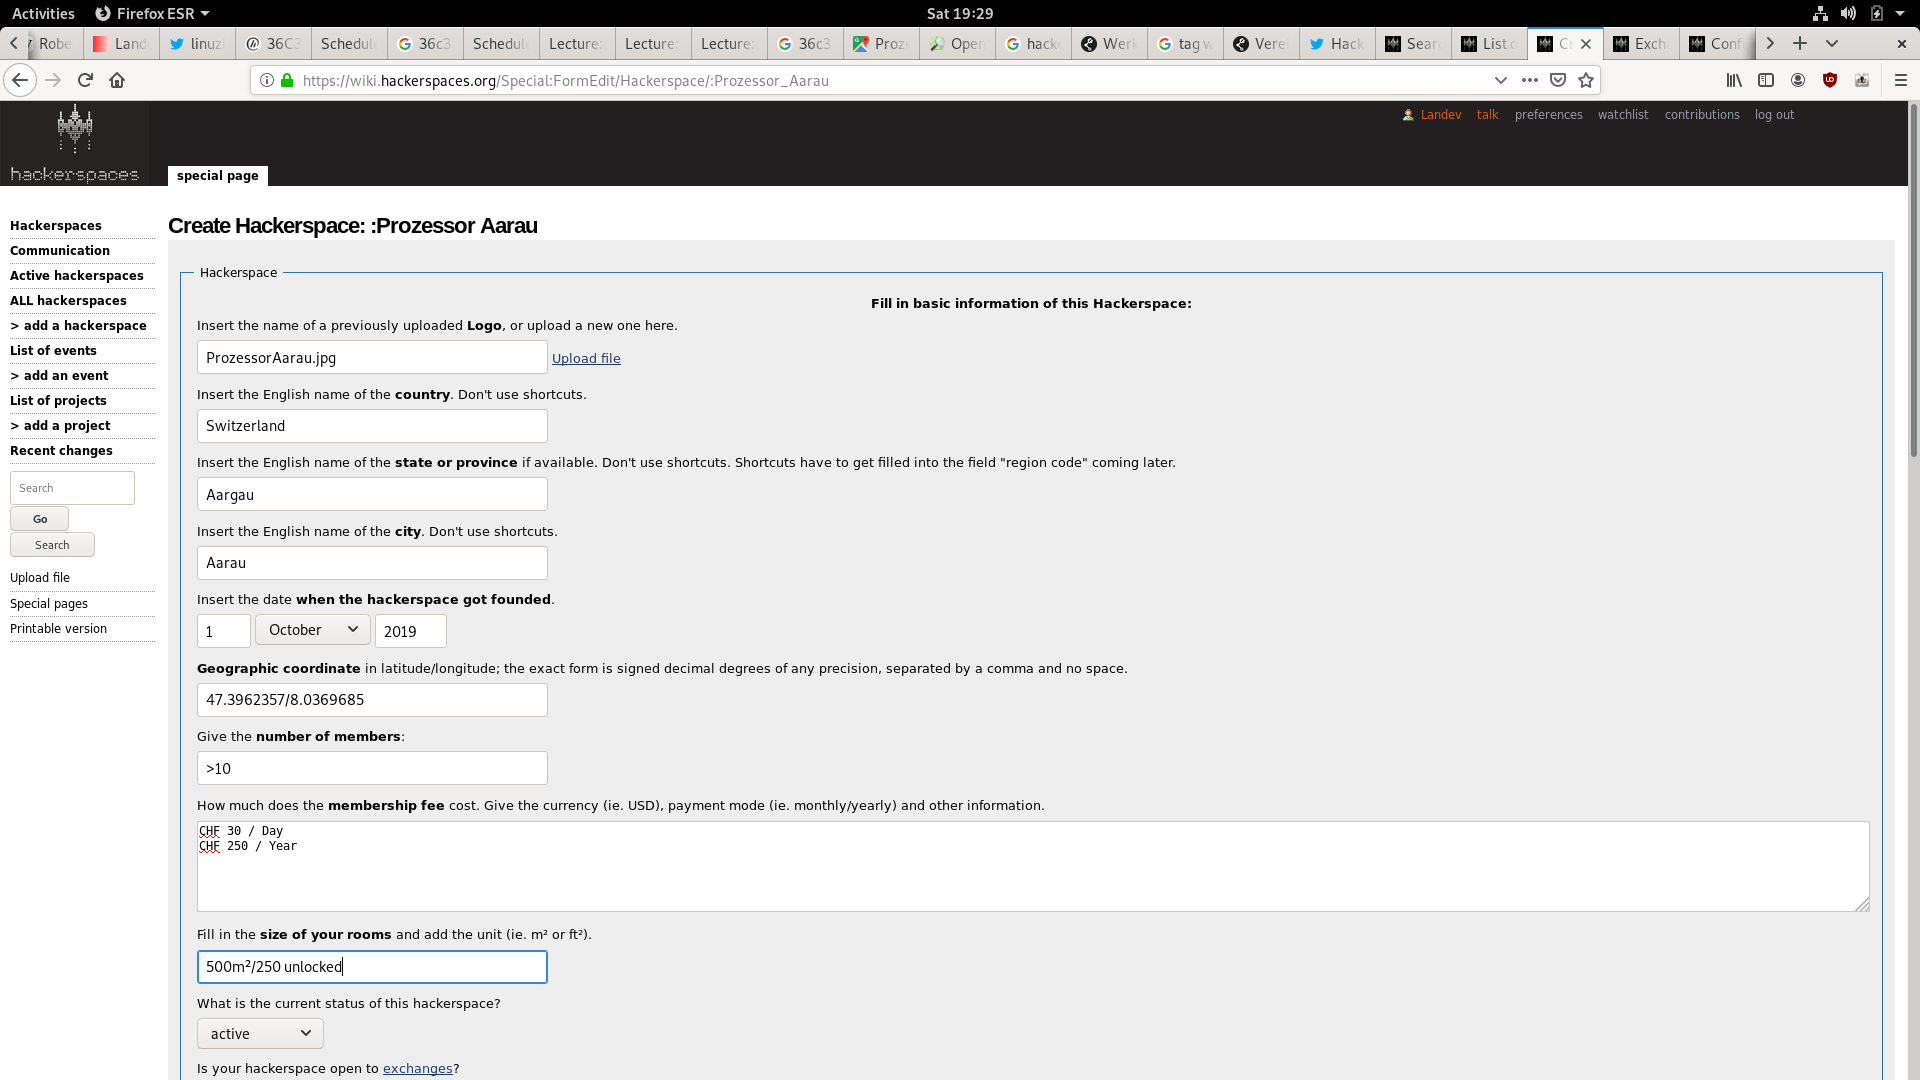 Activities Firefox ESR Sat 19:29
Robe Land linuz 36C3 Schedul 36c3 Schedul Lecture: Lecture: Lecture: 36c3 Proz Open hack Werk tag w Vere Hack Sear List o Cr Exch Conf
https://wiki.hackerspaces.org/Special:FormEdit/Hackerspace/:Prozessor_Aarau
Landev talk preferences watchlist contributions log out
hackerspaces
special page
Create Hackerspace: :Prozessor Aarau
Hackerspaces
Communication
Active hackerspaces
ALL hackerspaces
> add a hackerspace
List of events
> add an event
List of projects
> add a project
Recent changes
Search
Go
Search
Upload file
Special pages
Printable version
Hackerspace
Fill in basic information of this Hackerspace:
Insert the name of a previously uploaded Logo, or upload a new one here.
ProzessorAarau.jpg Upload file
Insert the English name of the country. Don't use shortcuts.
Switzerland
Insert the English name of the state or province if available. Don't use shortcuts. Shortcuts have to get filled into the field "region code" coming later.
Aargau
Insert the English name of the city. Don't use shortcuts.
Aarau
Insert the date when the hackerspace got founded.
1 October 2019
Geographic coordinate in latitude/longitude; the exact form is signed decimal degrees of any precision, separated by a comma and no space.
47.3962357/8.0369685
Give the number of members:
>10
How much does the membership fee cost. Give the currency (ie. USD), payment mode (ie. monthly/yearly) and other information.
CHF 30 / Day
CHF 250 / Year
Fill in the size of your rooms and add the unit (ie. m² or ft²).
500m²/250 unlocked
What is the current status of this hackerspace?
active
Is your hackerspace open to exchanges?